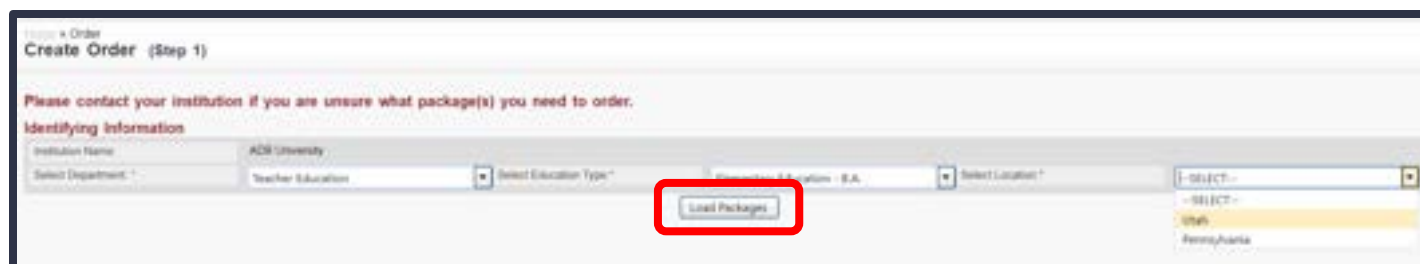 Home » Order
Create Order (Step 1)
Please contact your institution if you are unsure what package(s) you need to order.
Identifying Information
Institution Name ADB University
Select Department: * Teacher Education Select Education Type:* Elementary Education - B.A. Select Location:* --SELECT--
Load Packages
--SELECT--
Utah
Pennsylvania